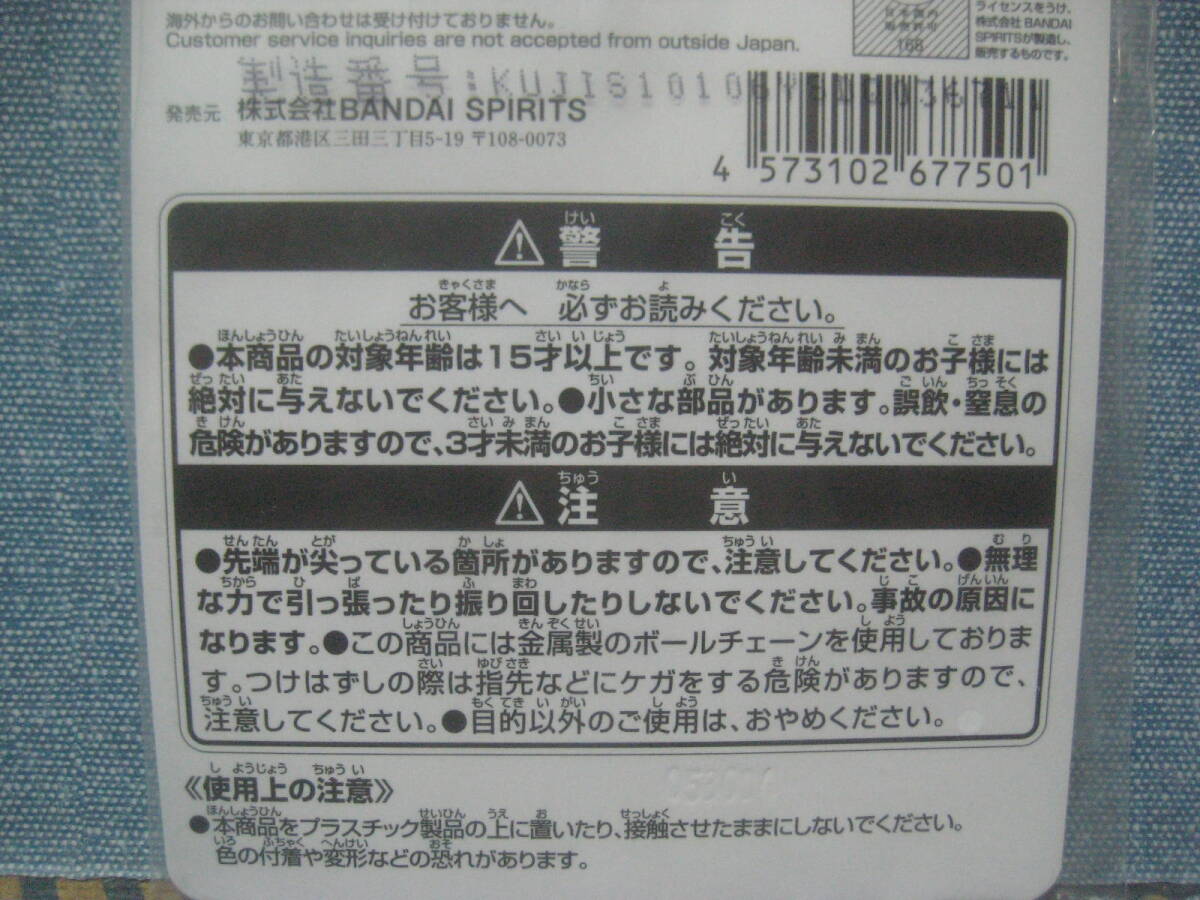 海外からのお問い合わせは受け付けておりません。
Customer service inquiries are not accepted from outside Japan.
ライセンスをうけ、
株式会社BANDAI
SPIRITSが製造し、
販売するものです。
168
製造番号:KUJIS1010
発売元 株式会社BANDAI SPIRITS
東京都港区三田三丁目5-19 〒108-0073
4 573102 677501
⚠警告
お客様へ 必ずお読みください。
●本商品の対象年齢は15才以上です。対象年齢未満のお子様には
絶対に与えないでください。●小さな部品があります。誤飲・窒息の
危険がありますので、3才未満のお子様には絶対に与えないでください。
⚠注意
●先端が尖っている箇所がありますので、注意してください。●無理
な力で引っ張ったり振り回したりしないでください。事故の原因に
なります。●この商品には金属製のボールチェーンを使用しておりま
す。つけはずしの際は指先などにケガをする危険がありますので、
注意してください。●目的以外のご使用は、おやめください。
《使用上の注意》
●本商品をプラスチック製品の上に置いたり、接触させたままにしないでください。
色の付着や変形などの恐れがあります。